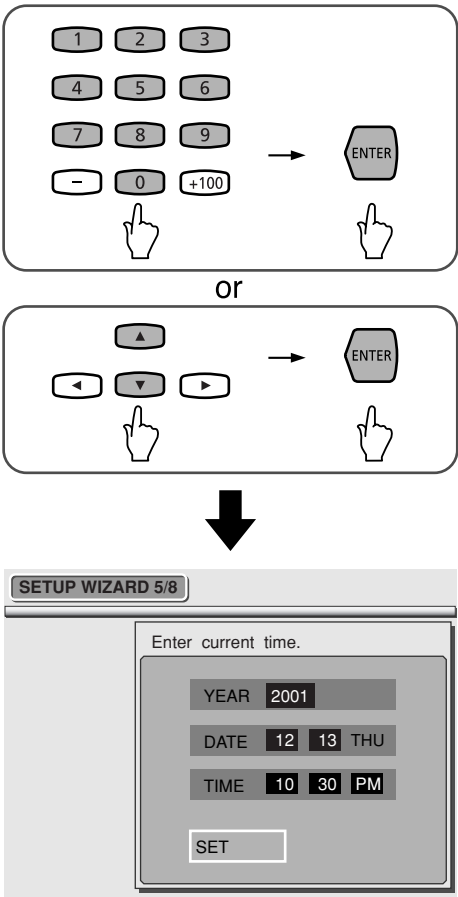 1 2 3
4 5 6
7 8 9
ENTER
– 0 +100
or
ENTER
SETUP WIZARD 5/8
Enter current time.
YEAR 2001
DATE 12 13 THU
TIME 10 30 PM
SET